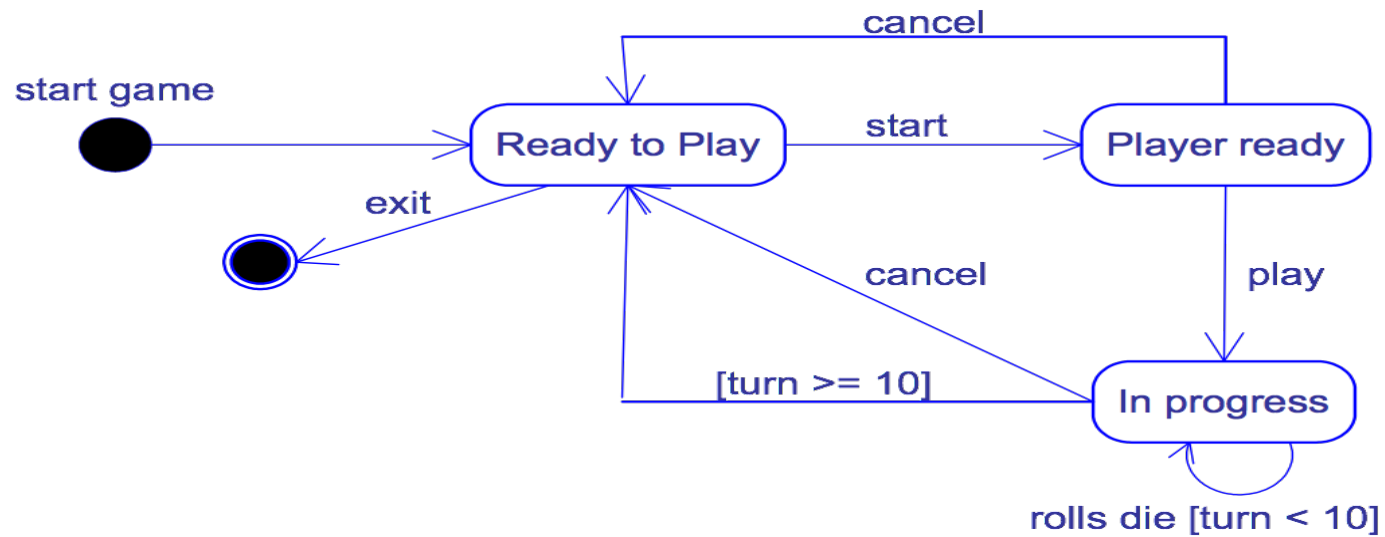 cancel
start game
Ready to Play
start
Player ready
exit
cancel
play
[turn >= 10]
In progress
rolls die [turn < 10]